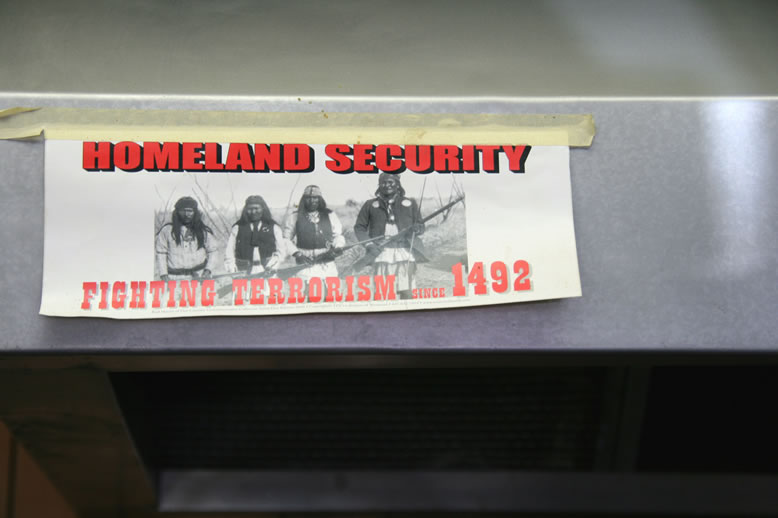 HOMELAND SECURITY
FIGHTING TERRORISM SINCE 1492